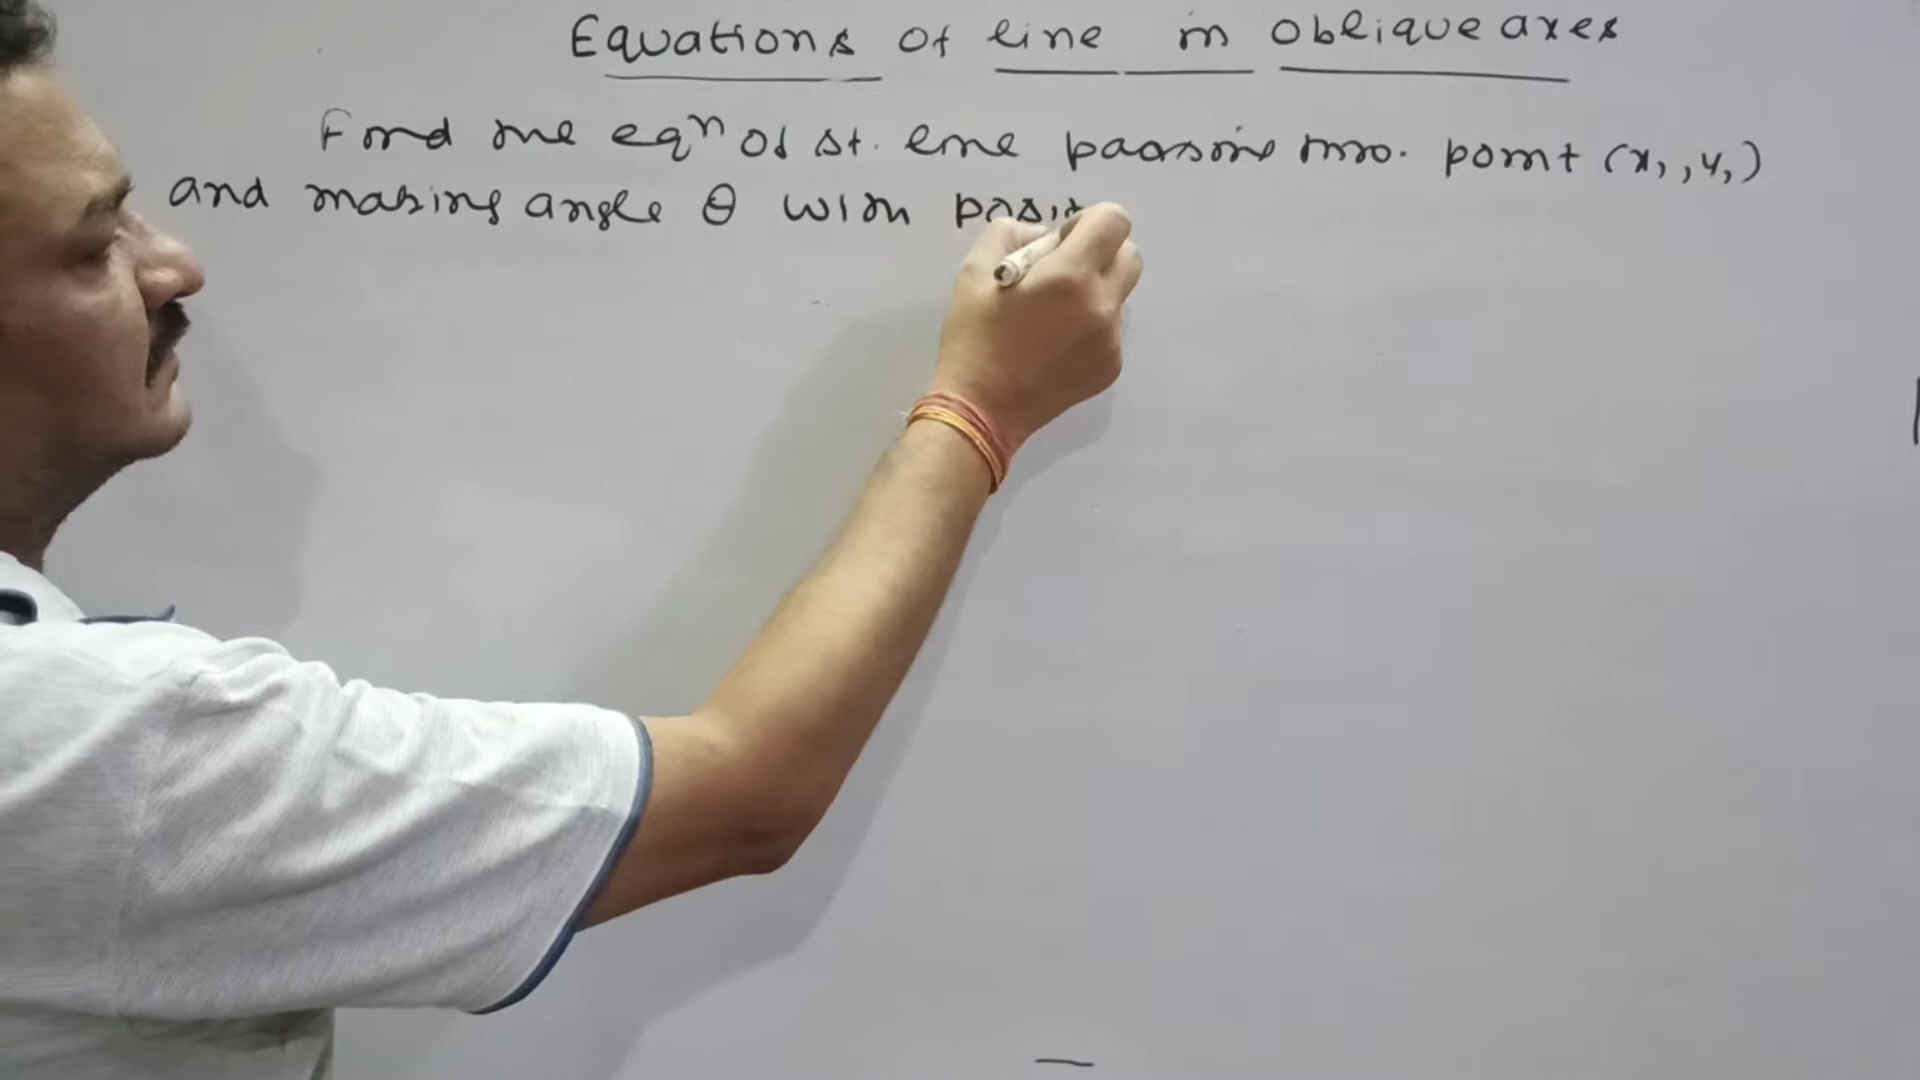 Equations of line in oblique axes
Find the eqⁿ of st. line passing thro. point (x₁, y₁)
and making angle θ with posit